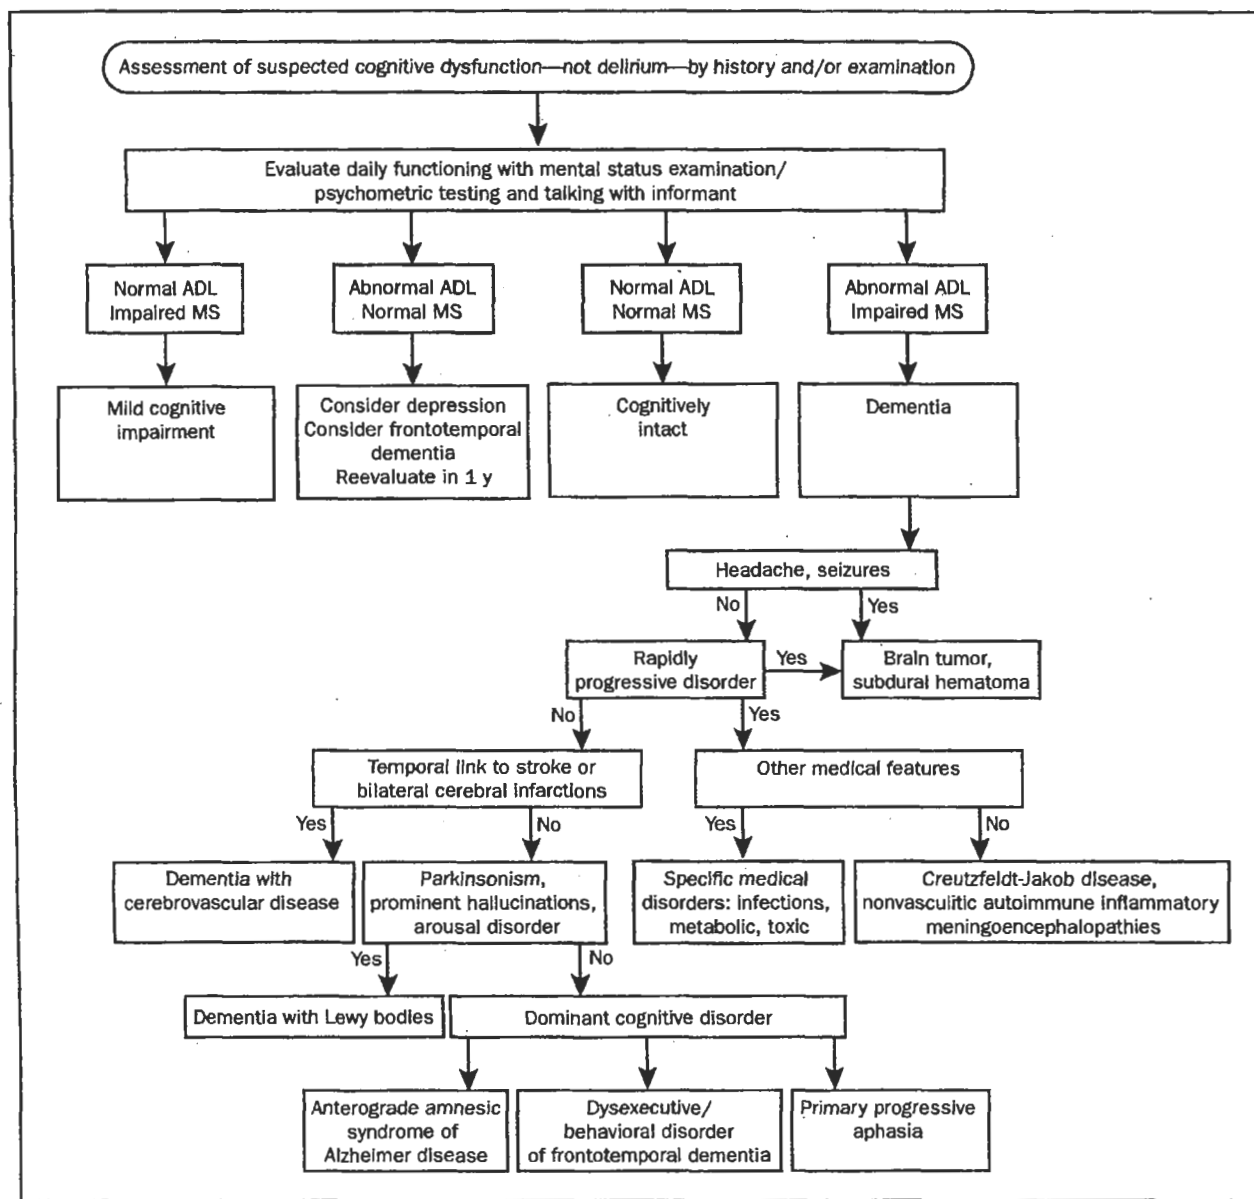 Assessment of suspected cognitive dysfunction—not delirium—by history and/or examination
Evaluate daily functioning with mental status examination/
psychometric testing and talking with informant
Normal ADL
Impaired MS
Abnormal ADL
Normal MS
Normal ADL
Normal MS
Abnormal ADL
Impaired MS
Mild cognitive
impairment
Consider depression
Consider frontotemporal
dementia
Reevaluate in 1 y
Cognitively
intact
Dementia
Headache, seizures
No
Yes
Rapidly
progressive disorder
Yes
Brain tumor,
subdural hematoma
No
Yes
Temporal link to stroke or
bilateral cerebral infarctions
Other medical features
Yes
No
Yes
No
Dementia with
cerebrovascular disease
Parkinsonism,
prominent hallucinations,
arousal disorder
Specific medical
disorders: infections,
metabolic, toxic
Creutzfeldt-Jakob disease,
nonvasculitic autoimmune inflammatory
meningoencephalopathies
Yes
No
Dementia with Lewy bodies
Dominant cognitive disorder
Anterograde amnesic
syndrome of
Alzheimer disease
Dysexecutive/
behavioral disorder
of frontotemporal dementia
Primary progressive
aphasia